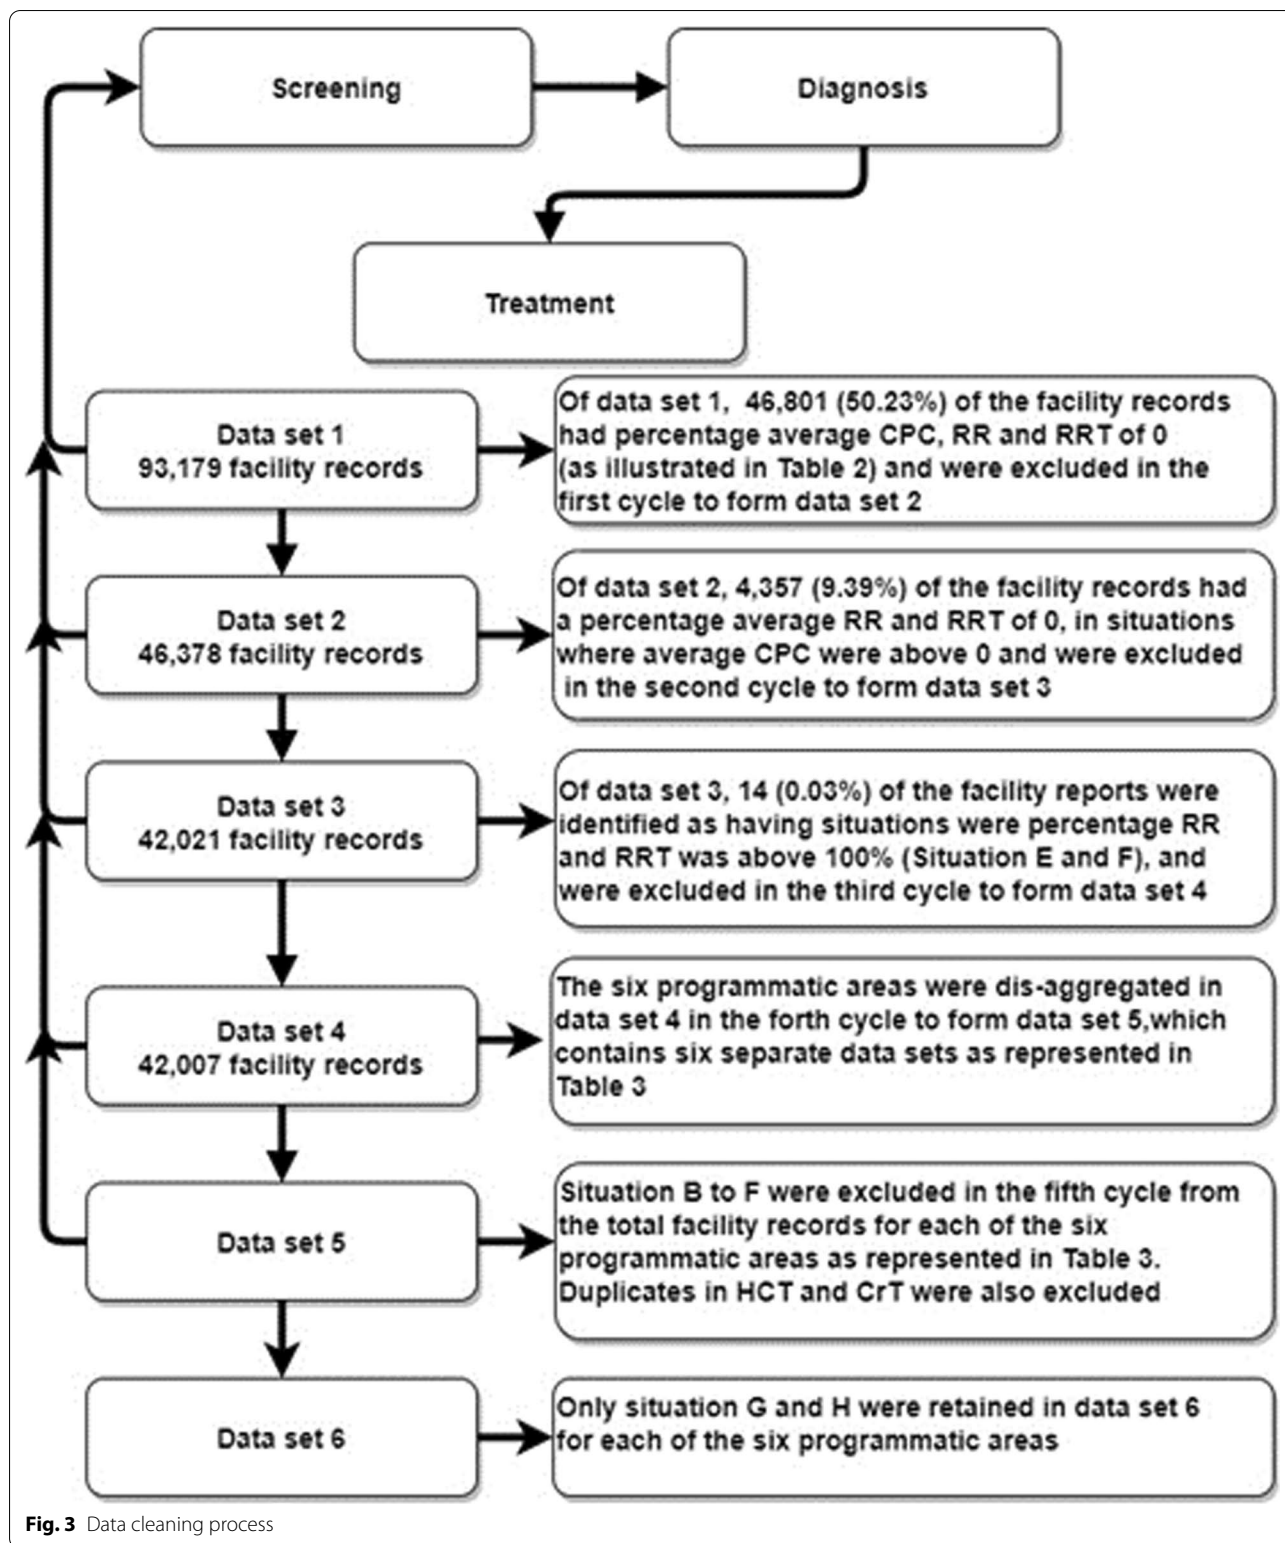 Screening
Diagnosis
Treatment
Data set 1
93,179 facility records
Of data set 1, 46,801 (50.23%) of the facility records
had percentage average CPC, RR and RRT of 0
(as illustrated in Table 2) and were excluded in the
first cycle to form data set 2
Data set 2
46,378 facility records
Of data set 2, 4,357 (9.39%) of the facility records had
a percentage average RR and RRT of 0, in situations
where average CPC were above 0 and were excluded
in the second cycle to form data set 3
Data set 3
42,021 facility records
Of data set 3, 14 (0.03%) of the facility reports were
identified as having situations were percentage RR
and RRT was above 100% (Situation E and F), and
were excluded in the third cycle to form data set 4
Data set 4
42,007 facility records
The six programmatic areas were dis-aggregated in
data set 4 in the forth cycle to form data set 5,which
contains six separate data sets as represented in
Table 3
Data set 5
Situation B to F were excluded in the fifth cycle from
the total facility records for each of the six
programmatic areas as represented in Table 3.
Duplicates in HCT and CrT were also excluded
Data set 6
Only situation G and H were retained in data set 6
for each of the six programmatic areas
Fig. 3 Data cleaning process